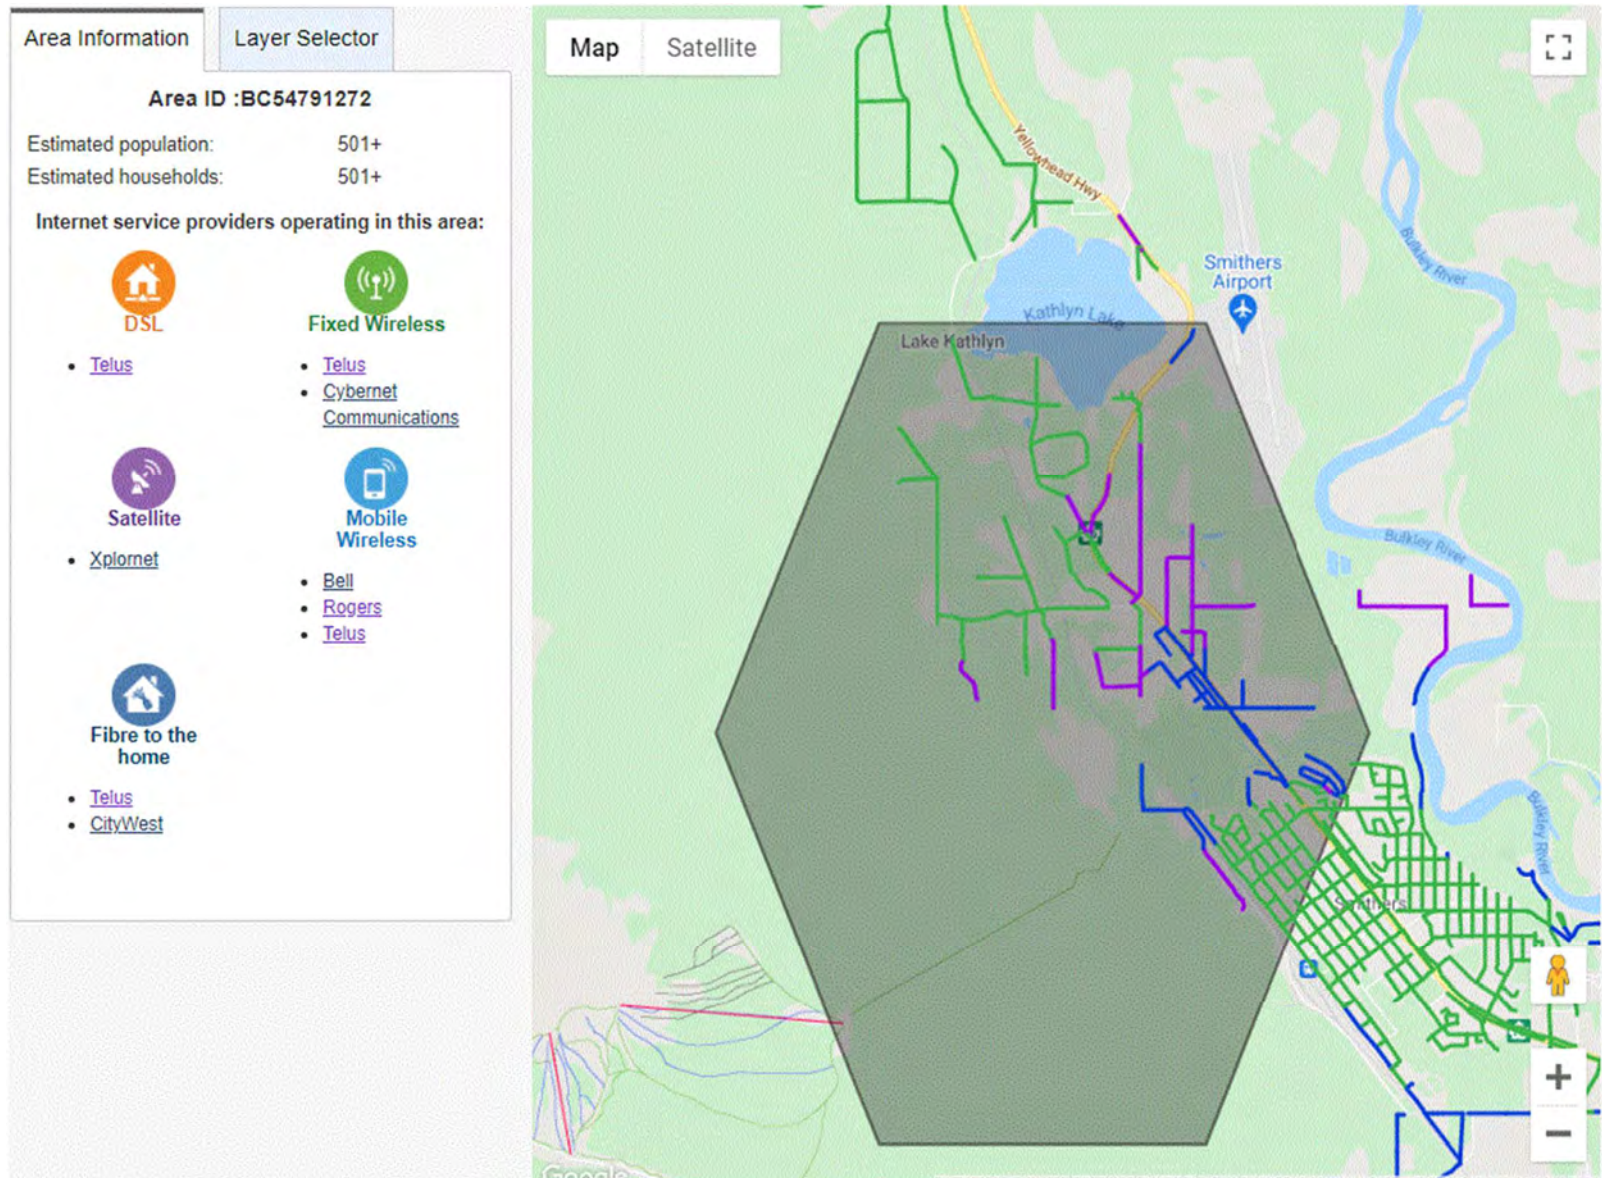 Area Information
Layer Selector
Area ID :BC54791272
Estimated population: 501+
Estimated households: 501+
Internet service providers operating in this area:
DSL
Telus
Fixed Wireless
Telus
Cybernet
Communications
Satellite
Xplornet
Mobile
Wireless
Bell
Rogers
Telus
Fibre to the
home
Telus
CityWest
Map
Satellite
Yellowhead Hwy
Bulkley River
Smithers
Airport
Kathlyn Lake
Lake Kathlyn
Bulkley River
Bulkley River
Smithers
Google
+
−